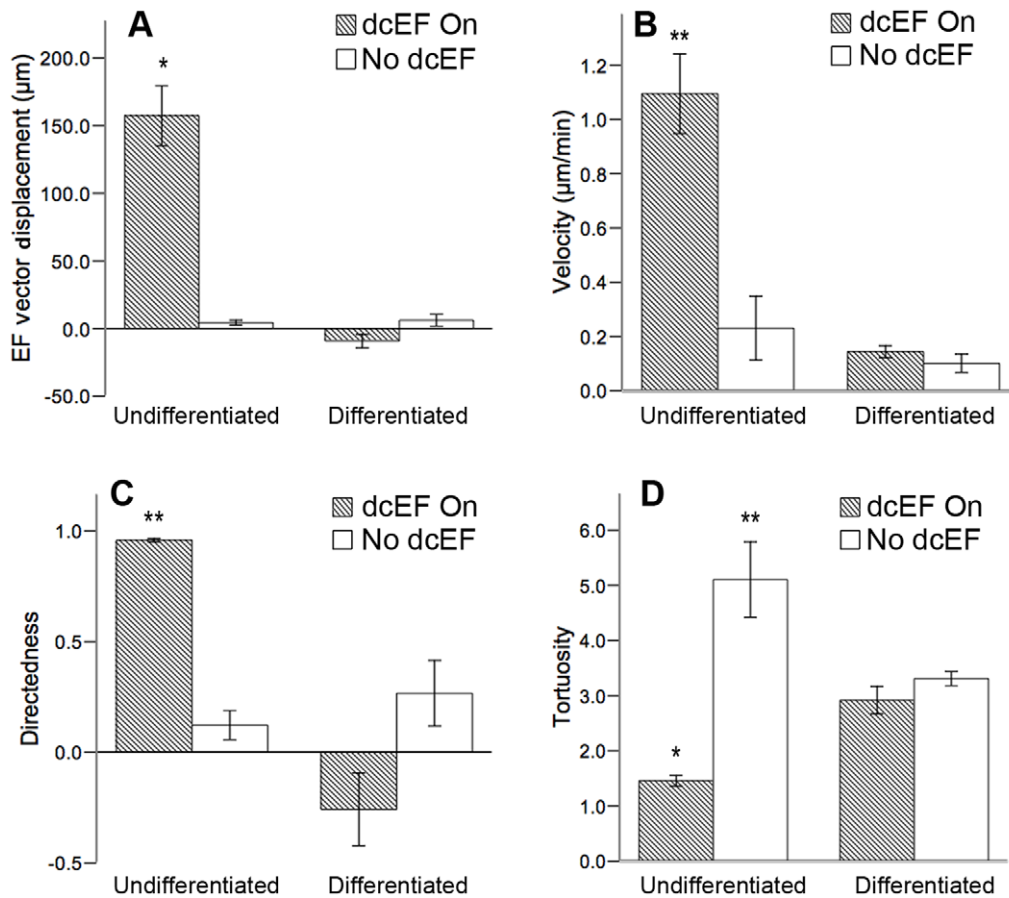 A
dcEF On
No dcEF
*
EF vector displacement (µm)
200.0
150.0
100.0
50.0
0.0
-50.0
Undifferentiated
Differentiated
B
dcEF On
No dcEF
**
Velocity (µm/min)
1.2
1.0
0.8
0.6
0.4
0.2
0.0
Undifferentiated
Differentiated
C
dcEF On
No dcEF
**
Directedness
1.0
0.5
0.0
-0.5
Undifferentiated
Differentiated
D
dcEF On
No dcEF
**
*
Tortuosity
6.0
5.0
4.0
3.0
2.0
1.0
0.0
Undifferentiated
Differentiated